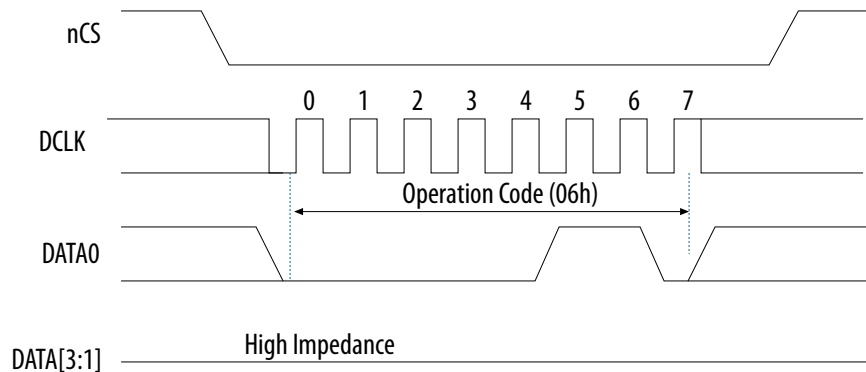 nCS
0 1 2 3 4 5 6 7
DCLK
Operation Code (06h)
DATA0
High Impedance
DATA[3:1]